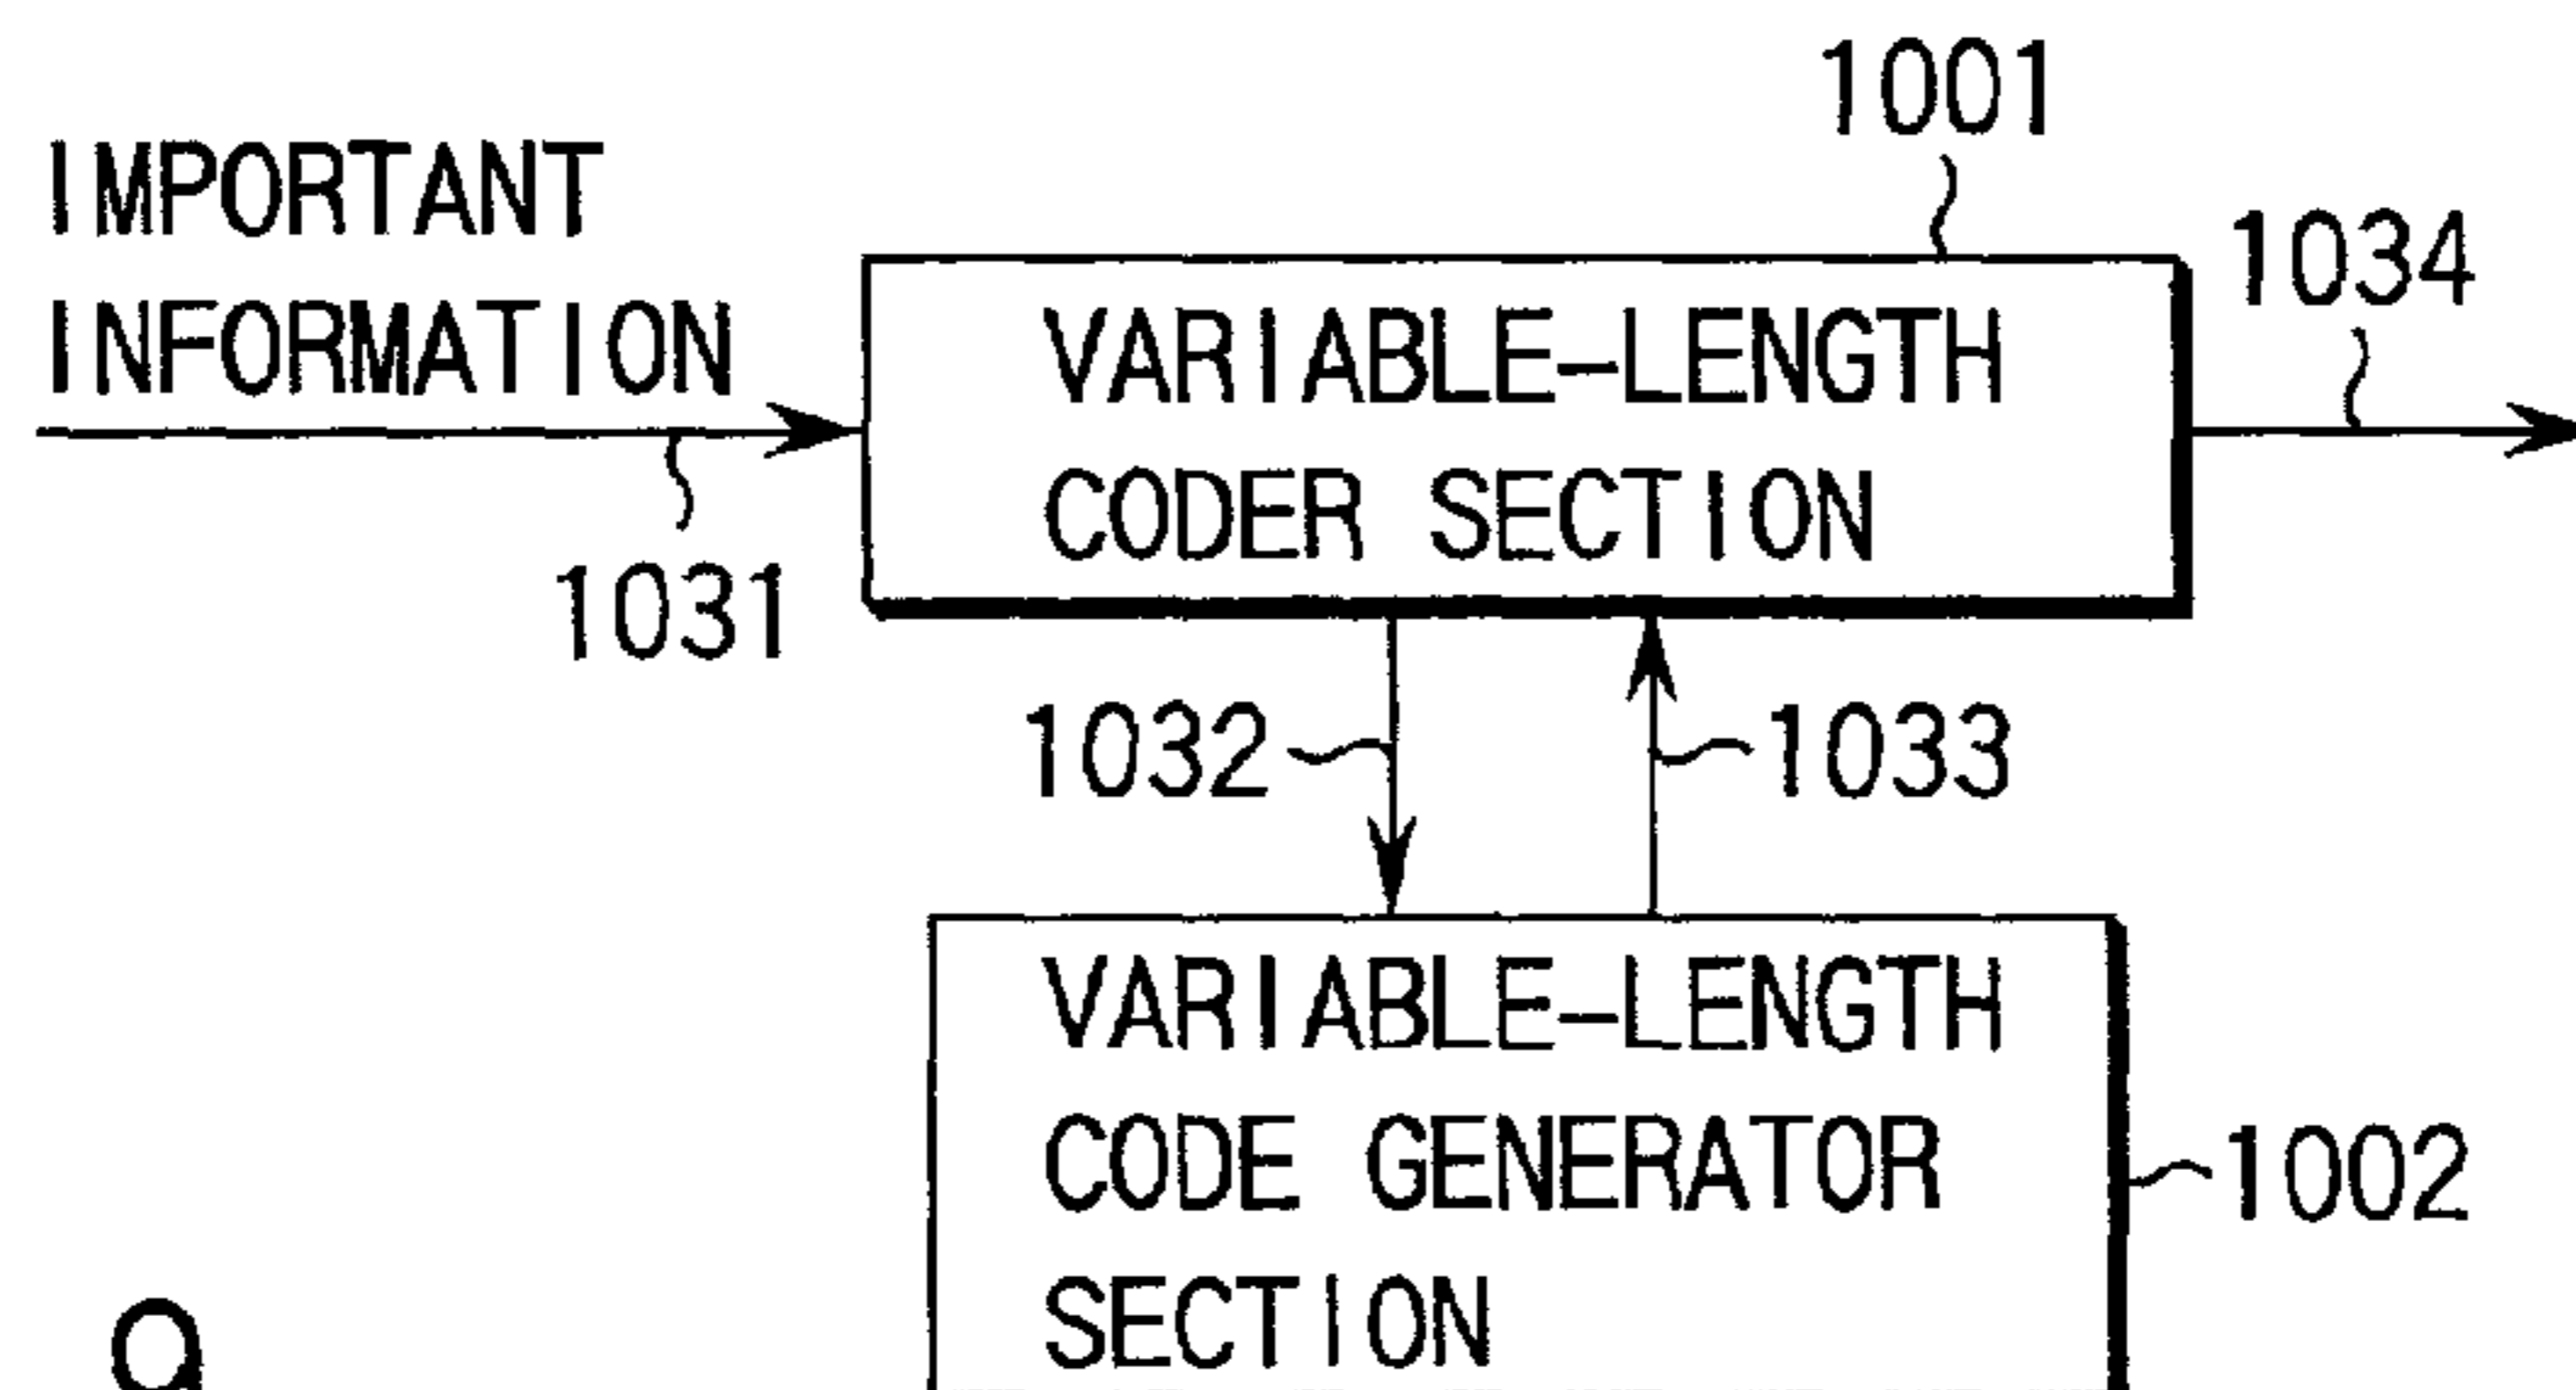 1001
IMPORTANT
INFORMATION
1034
VARIABLE-LENGTH
CODER SECTION
1031
1032
1033
VARIABLE-LENGTH
CODE GENERATOR
SECTION
1002